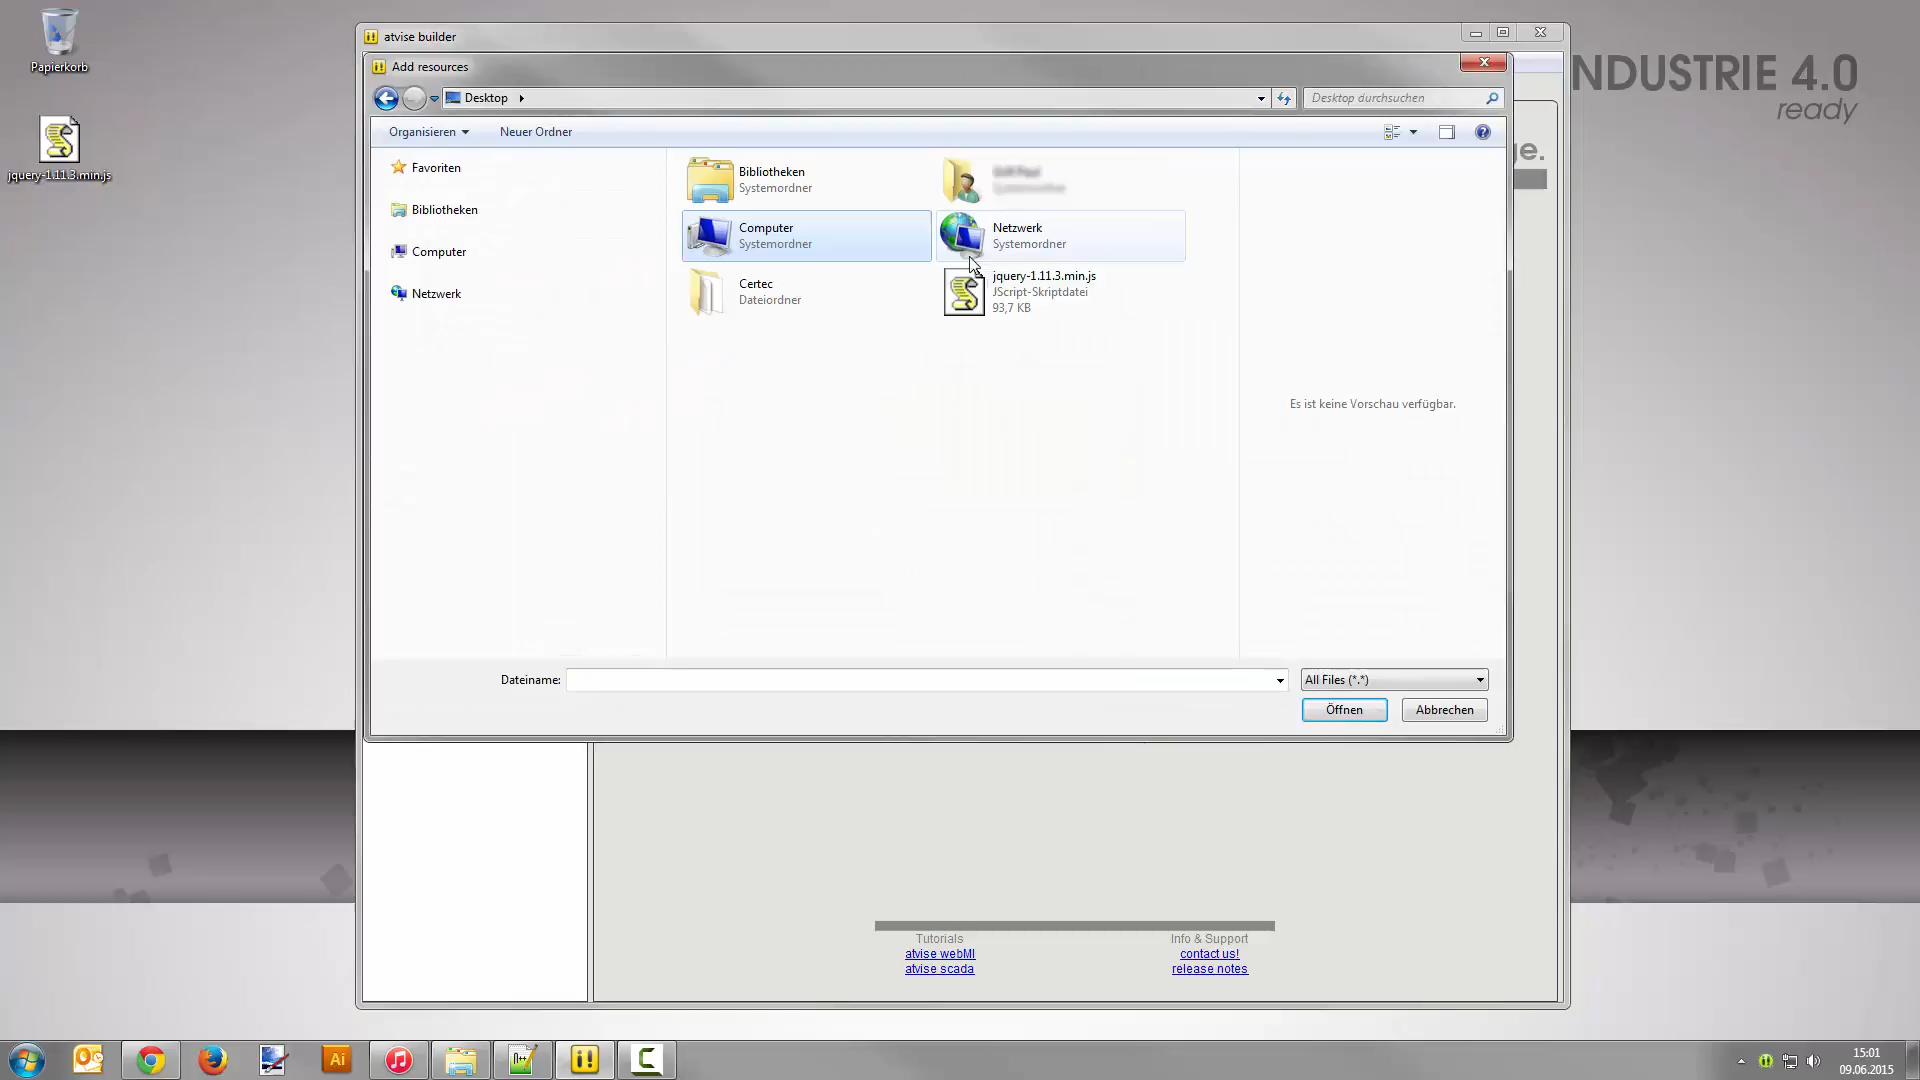 Papierkorb
jquery-1.11.3.min.js
atvise builder
Add resources
Desktop
Desktop durchsuchen
Organisieren
Neuer Ordner
Favoriten
Bibliotheken
Computer
Netzwerk
Bibliotheken
Systemordner
Computer
Systemordner
Netzwerk
Systemordner
Certec
Dateiordner
jquery-1.11.3.min.js
JScript-Skriptdatei
93,7 KB
Es ist keine Vorschau verfügbar.
Dateiname:
All Files (*.*)
Öffnen
Abbrechen
NDUSTRIE 4.0
ready
ge.
Tutorials
atvise webMI
atvise scada
Info & Support
contact us!
release notes
Ai
15:01
09.06.2015